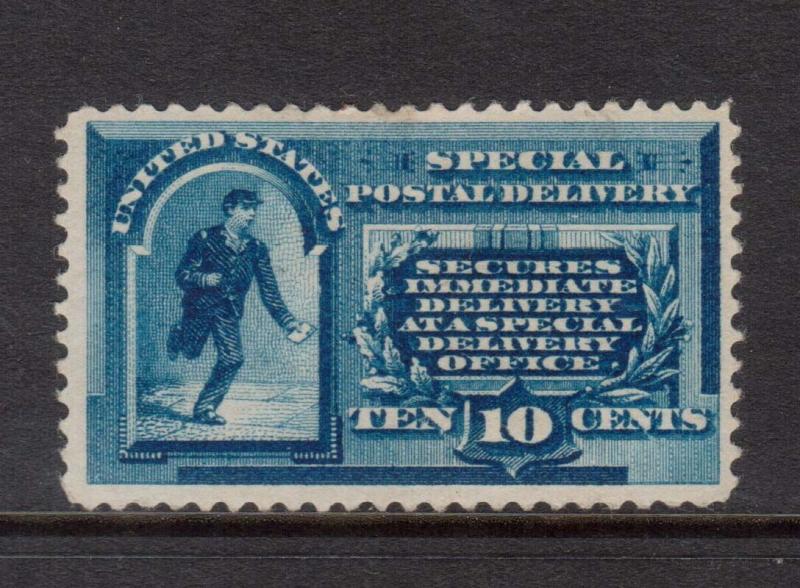 UNITED STATES
SPECIAL
POSTAL DELIVERY
SECURES
IMMEDIATE
DELIVERY
AT A SPECIAL
DELIVERY
OFFICE.
TEN 10 CENTS